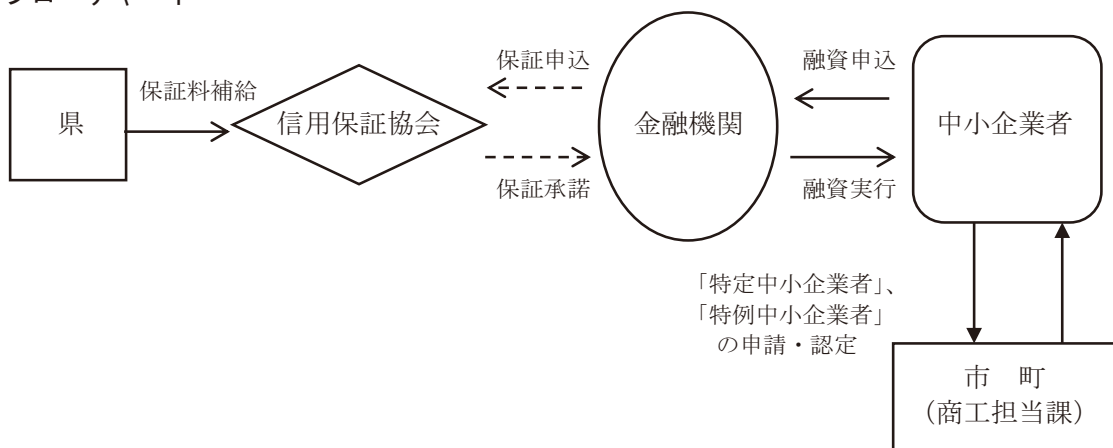 フローチャート
県
保証料補給
信用保証協会
保証申込
保証承諾
金融機関
融資申込
融資実行
中小企業者
「特定中小企業者」、
「特例中小企業者」
の申請・認定
市　町
（商工担当課）